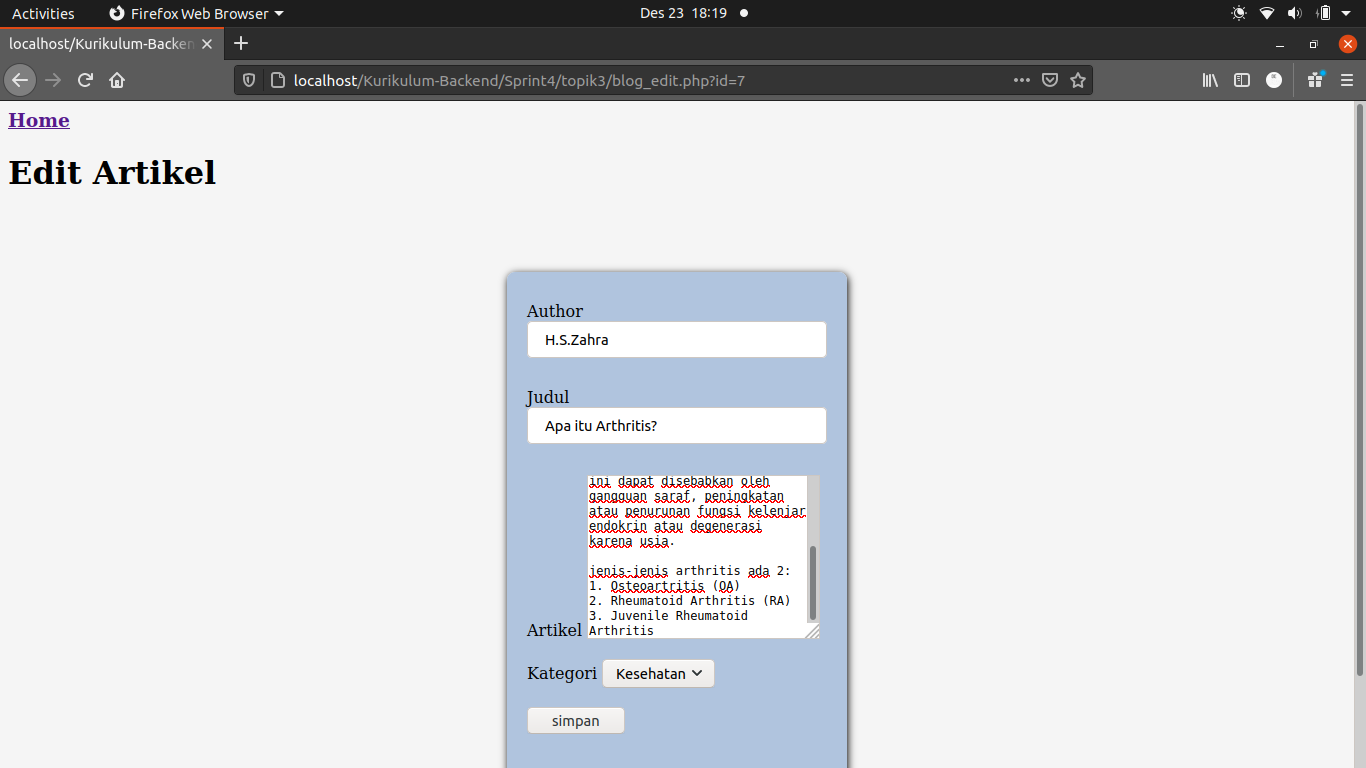 Activities
Firefox Web Browser
Des 23 18:19
localhost/Kurikulum-Backen
localhost/Kurikulum-Backend/Sprint4/topik3/blog_edit.php?id=7
Home
Edit Artikel
Author
H.S.Zahra
Judul
Apa itu Arthritis?
ini dapat disebabkan oleh
gangguan saraf, peningkatan
atau penurunan fungsi kelenjar
endokrin atau degenerasi
karena usia.
jenis-jenis arthritis ada 2:
1. Osteoartritis (OA)
2. Rheumatoid Arthritis (RA)
3. Juvenile Rheumatoid
Arthritis
Artikel
Kategori
Kesehatan
simpan